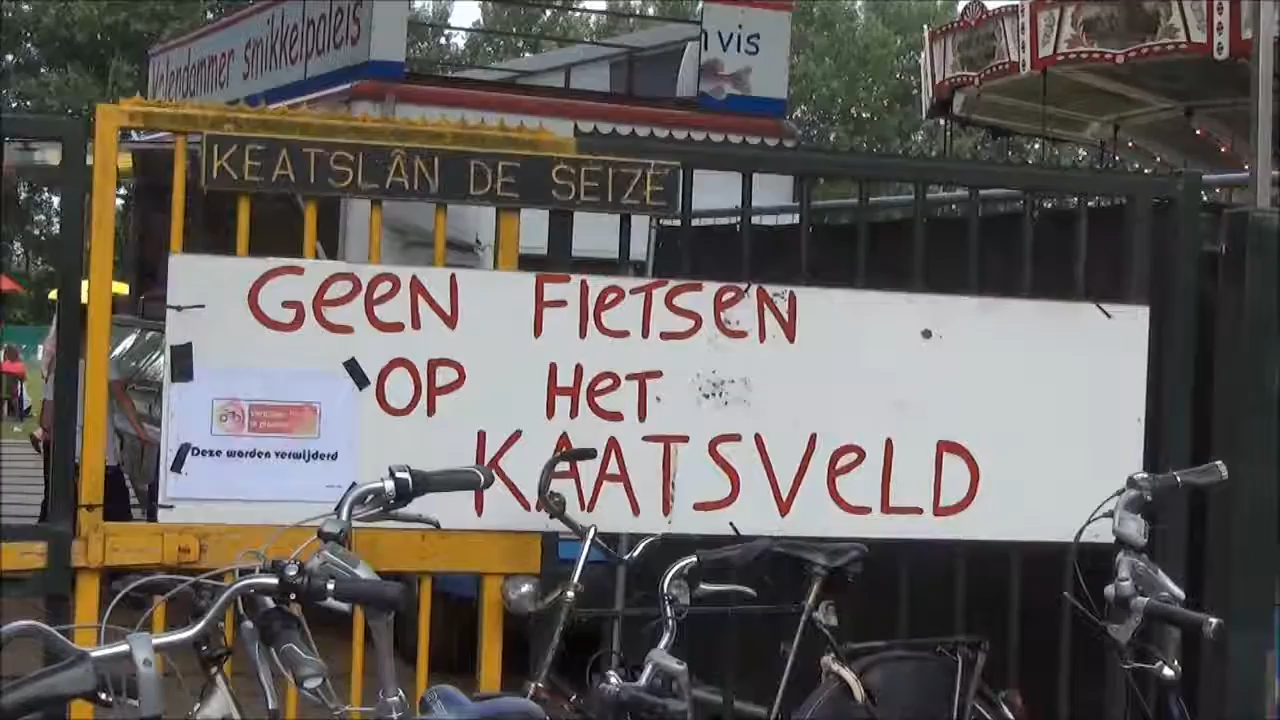 Volendammer smikkelpaleis
vis
KEATSLÂN DE SEIZE
GeeN FIeTSeN
OP HeT
KAATSVeLD
Deze worden verwijderd